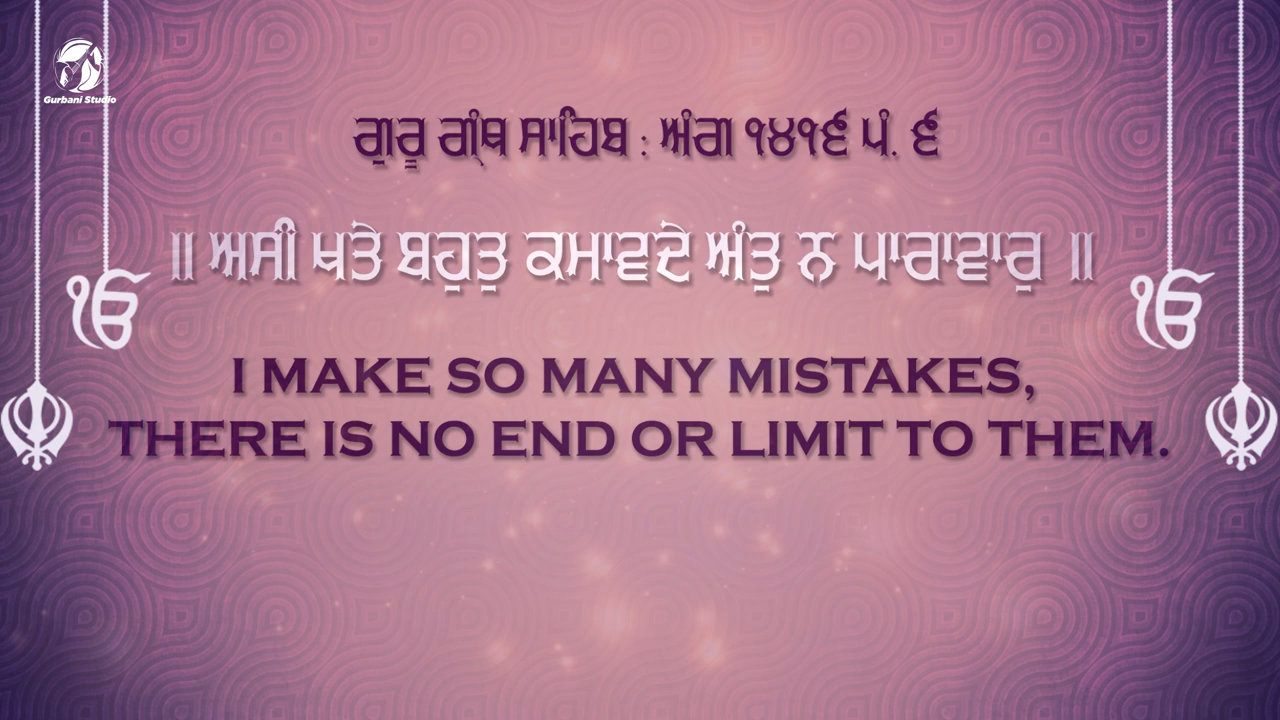 Gurbani Studio
ਗੁਰੂ ਗ੍ਰੰਥ ਸਾਹਿਬ : ਅੰਗ ੧੪੧੬ ਪੰ. ੬
॥ ਅਸੀ ਖਤੇ ਬਹੁਤੁ ਕਮਾਵਦੇ ਅੰਤੁ ਨ ਪਾਰਾਵਾਰੁ ॥
ੴ ੴ
I MAKE SO MANY MISTAKES,
THERE IS NO END OR LIMIT TO THEM.